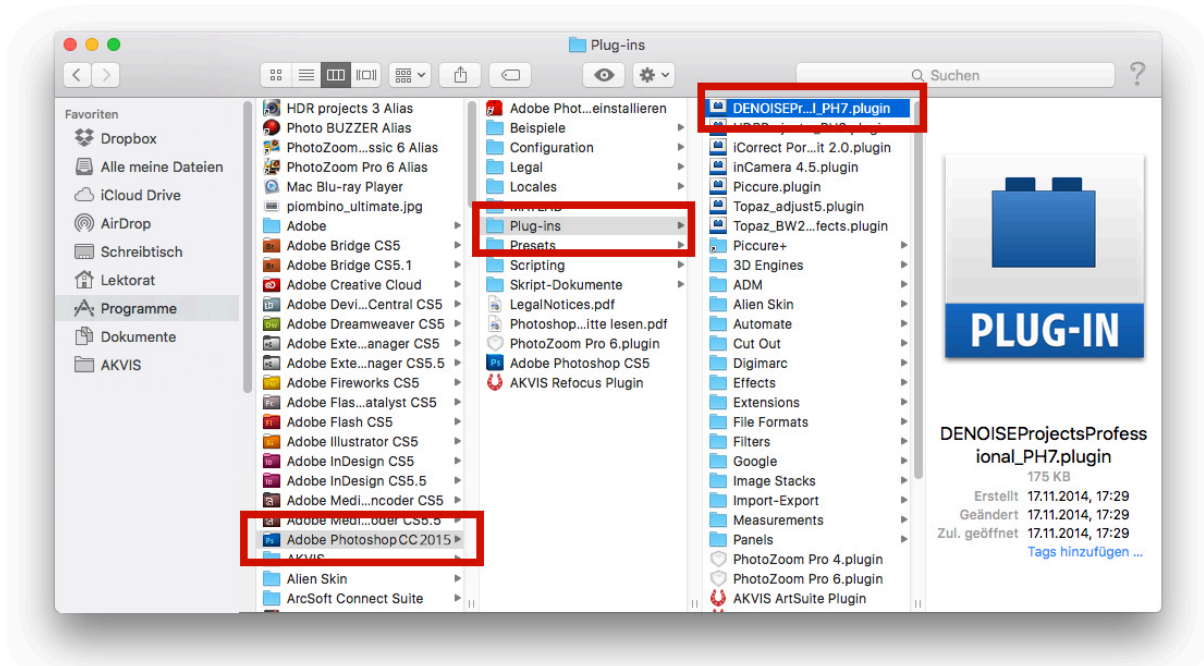 Plug-ins
Suchen
?
Favoriten
Dropbox
Alle meine Dateien
iCloud Drive
AirDrop
Schreibtisch
Lektorat
Programme
Dokumente
AKVIS
HDR projects 3 Alias
Photo BUZZER Alias
PhotoZoom...ssic 6 Alias
PhotoZoom Pro 6 Alias
Mac Blu-ray Player
piombino_ultimate.jpg
Adobe
Adobe Bridge CS5
Adobe Bridge CS5.1
Adobe Creative Cloud
Adobe Devi...Central CS5
Adobe Dreamweaver CS5
Adobe Exte...anager CS5
Adobe Exte...nager CS5.5
Adobe Fireworks CS5
Adobe Flas...atalyst CS5
Adobe Flash CS5
Adobe Illustrator CS5
Adobe InDesign CS5
Adobe InDesign CS5.5
Adobe Medi...ncoder CS5
Adobe Medi...oder CS5.5
Adobe Photoshop CC 2015
AKVIS
Alien Skin
ArcSoft Connect Suite
Adobe Phot...einstallieren
Beispiele
Configuration
Legal
Locales
MATLAB
Plug-ins
Presets
Scripting
Skript-Dokumente
LegalNotices.pdf
Photoshop...itte lesen.pdf
PhotoZoom Pro 6.plugin
Adobe Photoshop CS5
AKVIS Refocus Plugin
DENOISEPr...l_PH7.plugin
iCorrect Por...it 2.0.plugin
inCamera 4.5.plugin
Piccure.plugin
Topaz_adjust5.plugin
Topaz_BW2...fects.plugin
Piccure+
3D Engines
ADM
Alien Skin
Automate
Cut Out
Digimarc
Effects
Extensions
File Formats
Filters
Google
Image Stacks
Import-Export
Measurements
Panels
PhotoZoom Pro 4.plugin
PhotoZoom Pro 6.plugin
AKVIS ArtSuite Plugin
PLUG-IN
DENOISEProjectsProfess
ional_PH7.plugin
175 KB
Erstellt 17.11.2014, 17:29
Geändert 17.11.2014, 17:29
Zul. geöffnet 17.11.2014, 17:29
Tags hinzufügen ...